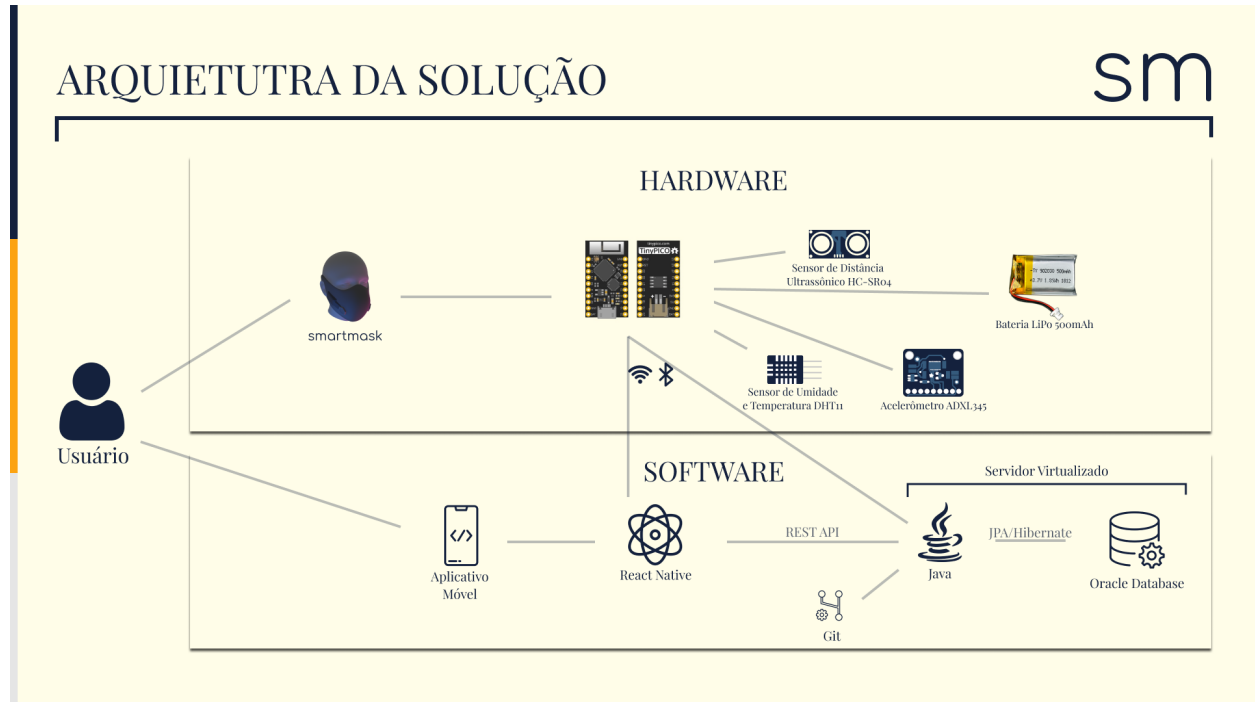 ARQUIETUTRA DA SOLUÇÃO
sm
HARDWARE
smartmask
TinyPICO
Sensor de Distância
Ultrassônico HC-SR04
Bateria LiPo 500mAh
Sensor de Umidade
e Temperatura DHT11
Acelerômetro ADXL345
Usuário
SOFTWARE
Servidor Virtualizado
REST API
JPA/Hibernate
Aplicativo
Móvel
React Native
Java
Oracle Database
Git